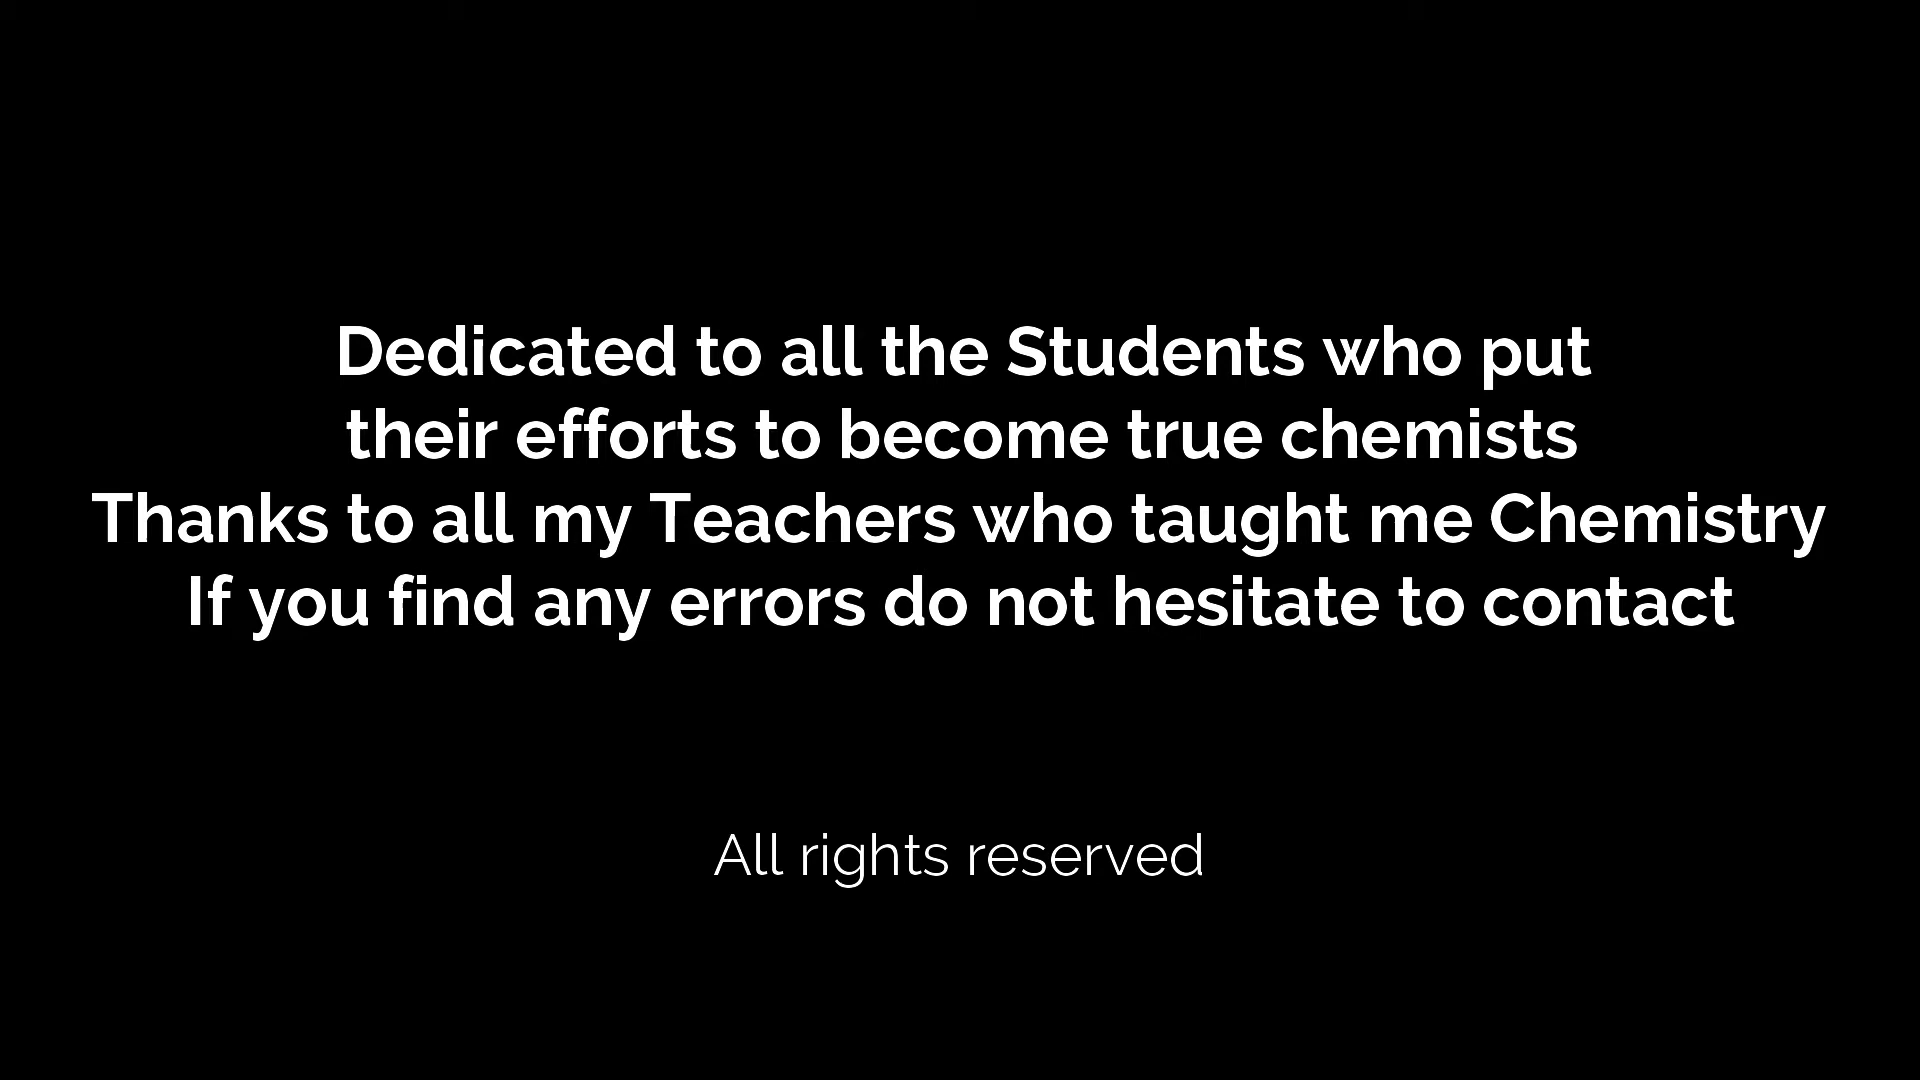 Dedicated to all the Students who put
their efforts to become true chemists
Thanks to all my Teachers who taught me Chemistry
If you find any errors do not hesitate to contact
All rights reserved